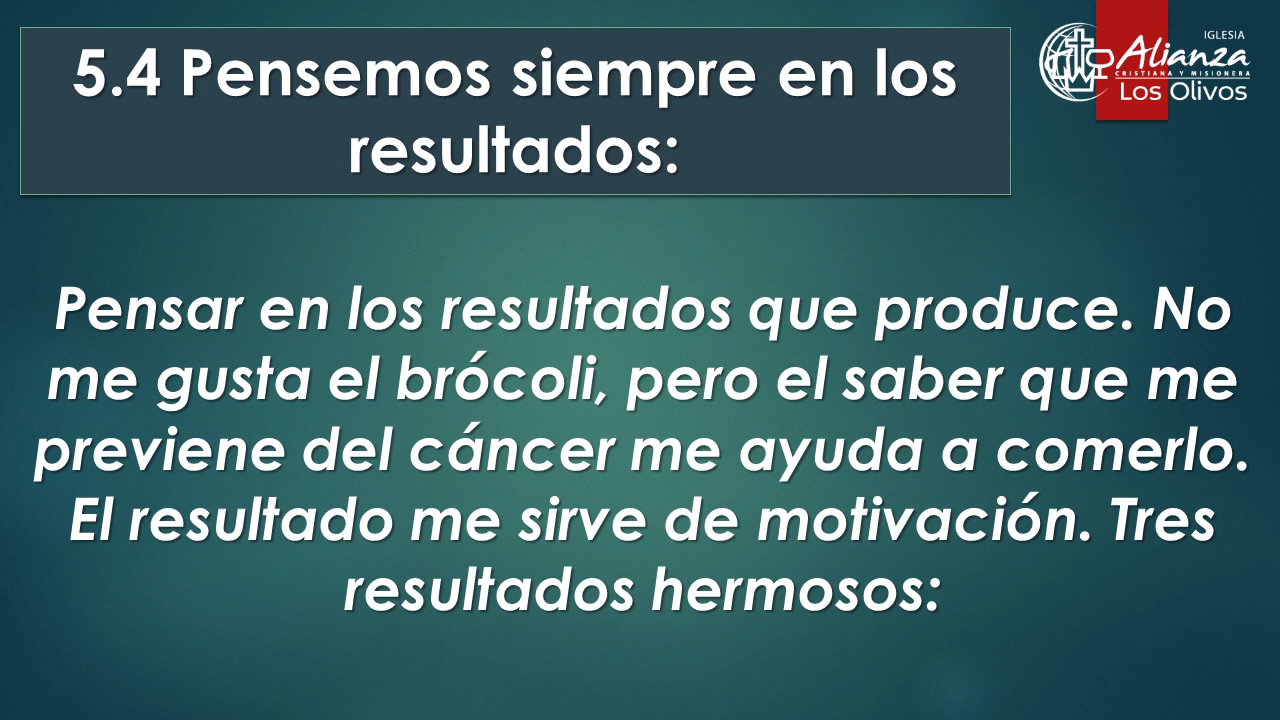 5.4 Pensemos siempre en los
resultados:
IGLESIA
Alianza
CRISTIANA Y MISIONERA
Los Olivos
Pensar en los resultados que produce. No
me gusta el brócoli, pero el saber que me
previene del cáncer me ayuda a comerlo.
El resultado me sirve de motivación. Tres
resultados hermosos: